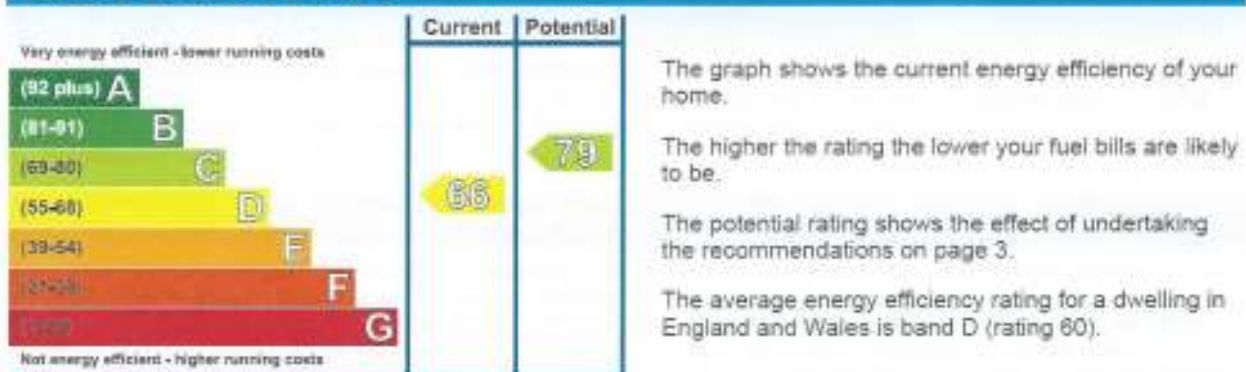 Current Potential
Very energy efficient - lower running costs
(92 plus) A
(81-91) B
(69-80) C
(55-68) D
(39-54) E
(21-38) F
G
Not energy efficient - higher running costs
66
79
The graph shows the current energy efficiency of your
home.
The higher the rating the lower your fuel bills are likely
to be.
The potential rating shows the effect of undertaking
the recommendations on page 3.
The average energy efficiency rating for a dwelling in
England and Wales is band D (rating 60).